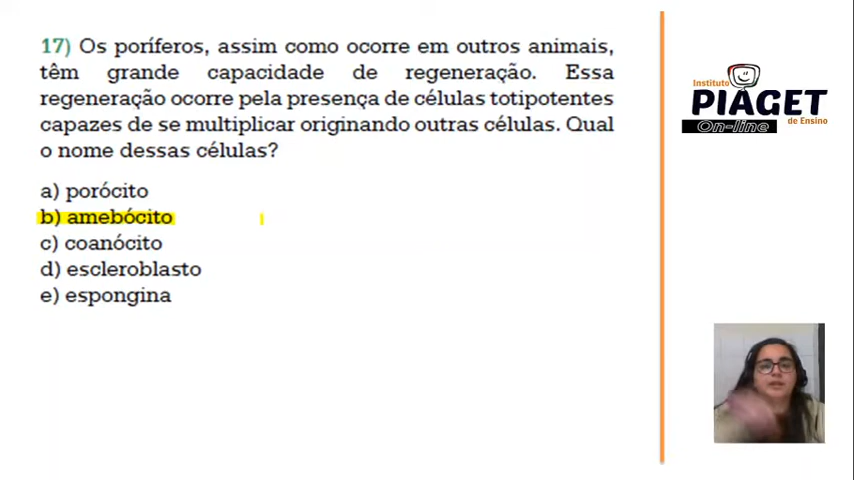 17) Os poríferos, assim como ocorre em outros animais,
têm grande capacidade de regeneração. Essa
regeneração ocorre pela presença de células totipotentes
capazes de se multiplicar originando outras células. Qual
o nome dessas células?
a) porócito
b) amebócito
c) coanócito
d) escleroblasto
e) espongina
Instituto
PIAGET
de Ensino
On-line